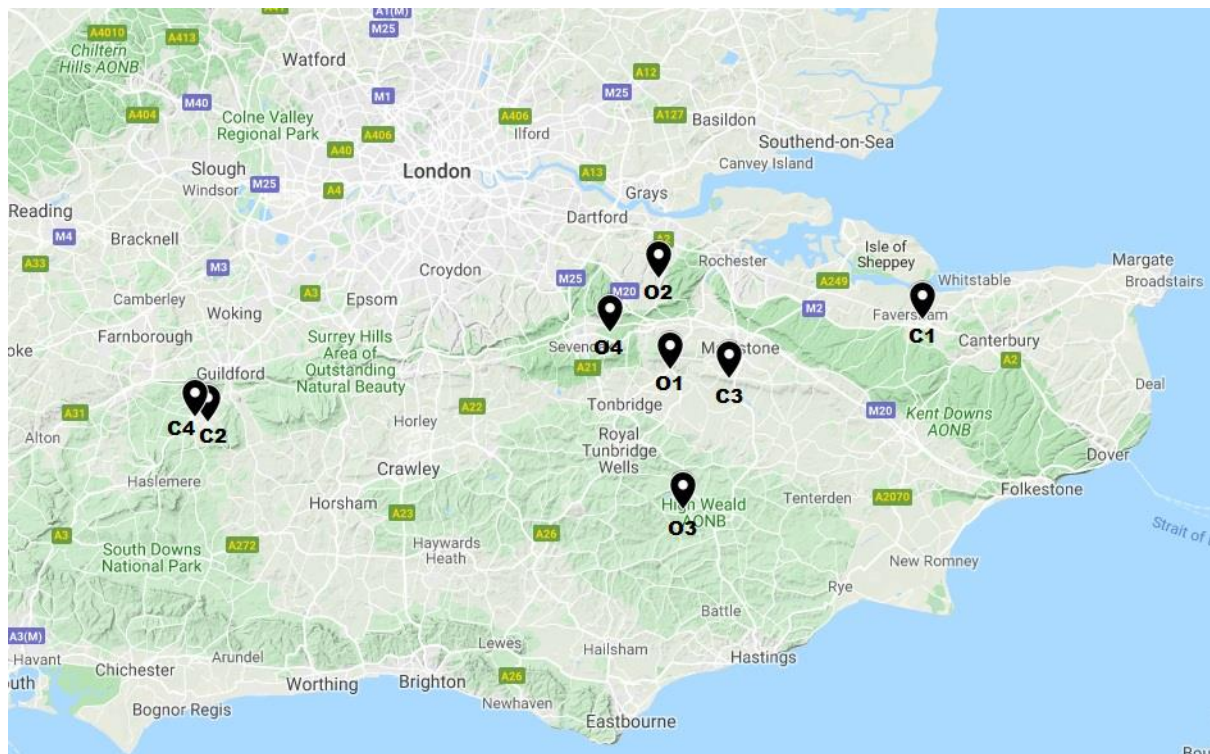 A1(M)
M25
A4010
A413
Chiltern
Hills AONB
Watford
A12
M25
M40
M1
A404
Colne Valley
Regional Park
A406
A406
Ilford
A127
Basildon
A40
Southend-on-Sea
Canvey Island
Slough
Windsor
M25
A4
London
A13
Grays
Reading
M4
Bracknell
Dartford
A2
Isle of
Sheppey
Margate
Broadstairs
A33
M3
Croydon
M25
M20
O2
Rochester
A249
Whitstable
Camberley
Woking
A3
Epsom
M2
Faversham
C1
Canterbury
A2
Farnborough
Surrey Hills
Area of
Outstanding
Natural Beauty
O4
A21
O1
C3
Deal
Guildford
A31
Alton
C4
C2
Horley
A22
Tonbridge
M20
Kent Downs
AONB
Dover
Haslemere
Crawley
Royal
Tunbridge
Wells
Folkestone
Horsham
A23
High Weald
AONB
O3
Tenterden
A2070
A3
South Downs
National Park
A272
Haywards
Heath
A26
New Romney
Rye
Battle
A3(M)
Havant
Chichester
Arundel
Worthing
Brighton
Lewes
Hailsham
Hastings
A26
Newhaven
Bognor Regis
Eastbourne